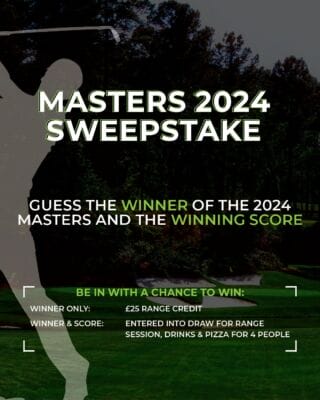 MASTERS 2024
SWEEPSTAKE
GUESS THE WINNER OF THE 2024
MASTERS AND THE WINNING SCORE
BE IN WITH A CHANCE TO WIN:
WINNER ONLY: £25 RANGE CREDIT
WINNER & SCORE: ENTERED INTO DRAW FOR RANGE
SESSION, DRINKS & PIZZA FOR 4 PEOPLE